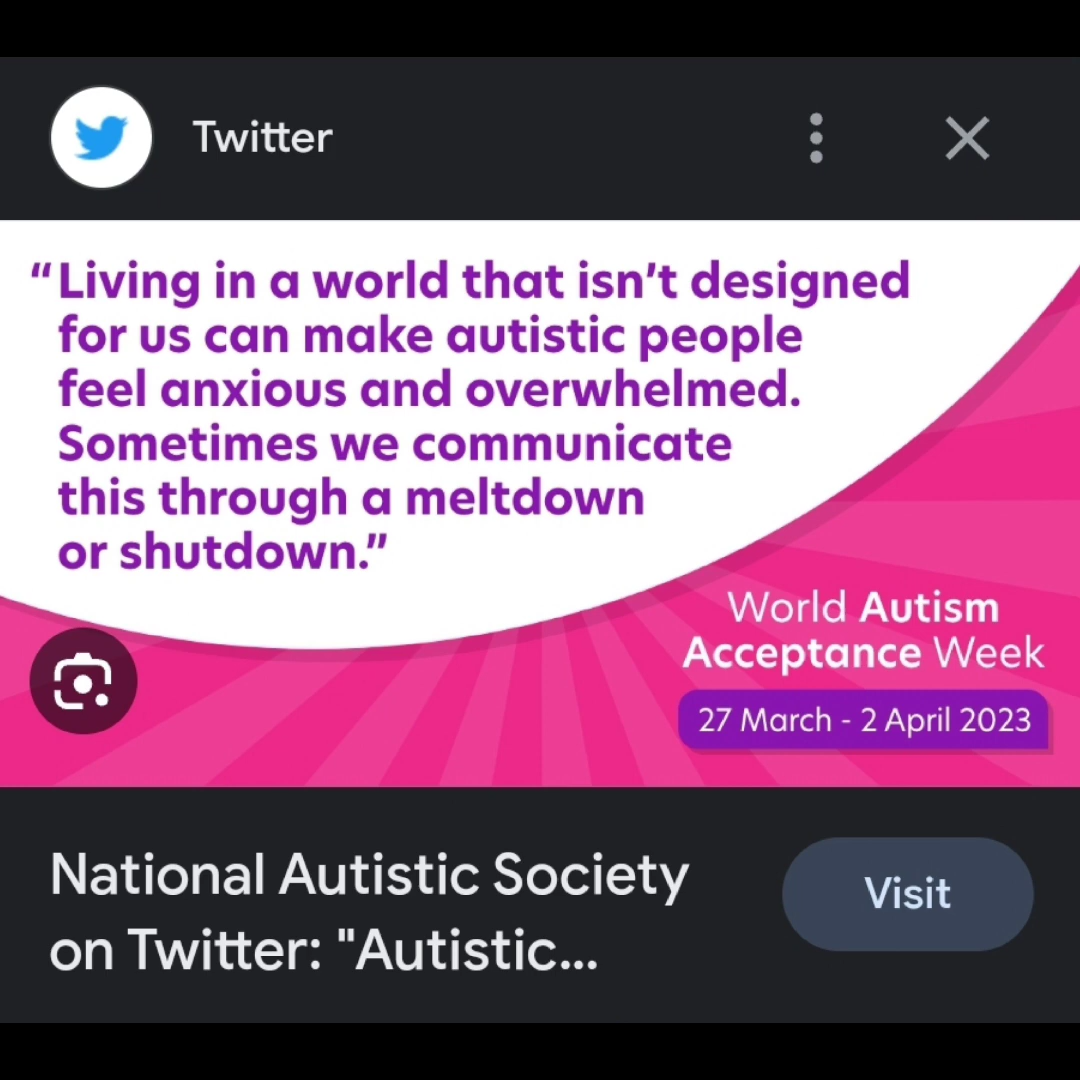 Twitter
“Living in a world that isn’t designed
for us can make autistic people
feel anxious and overwhelmed.
Sometimes we communicate
this through a meltdown
or shutdown.”
World Autism
Acceptance Week
27 March - 2 April 2023
National Autistic Society
on Twitter: "Autistic...
Visit